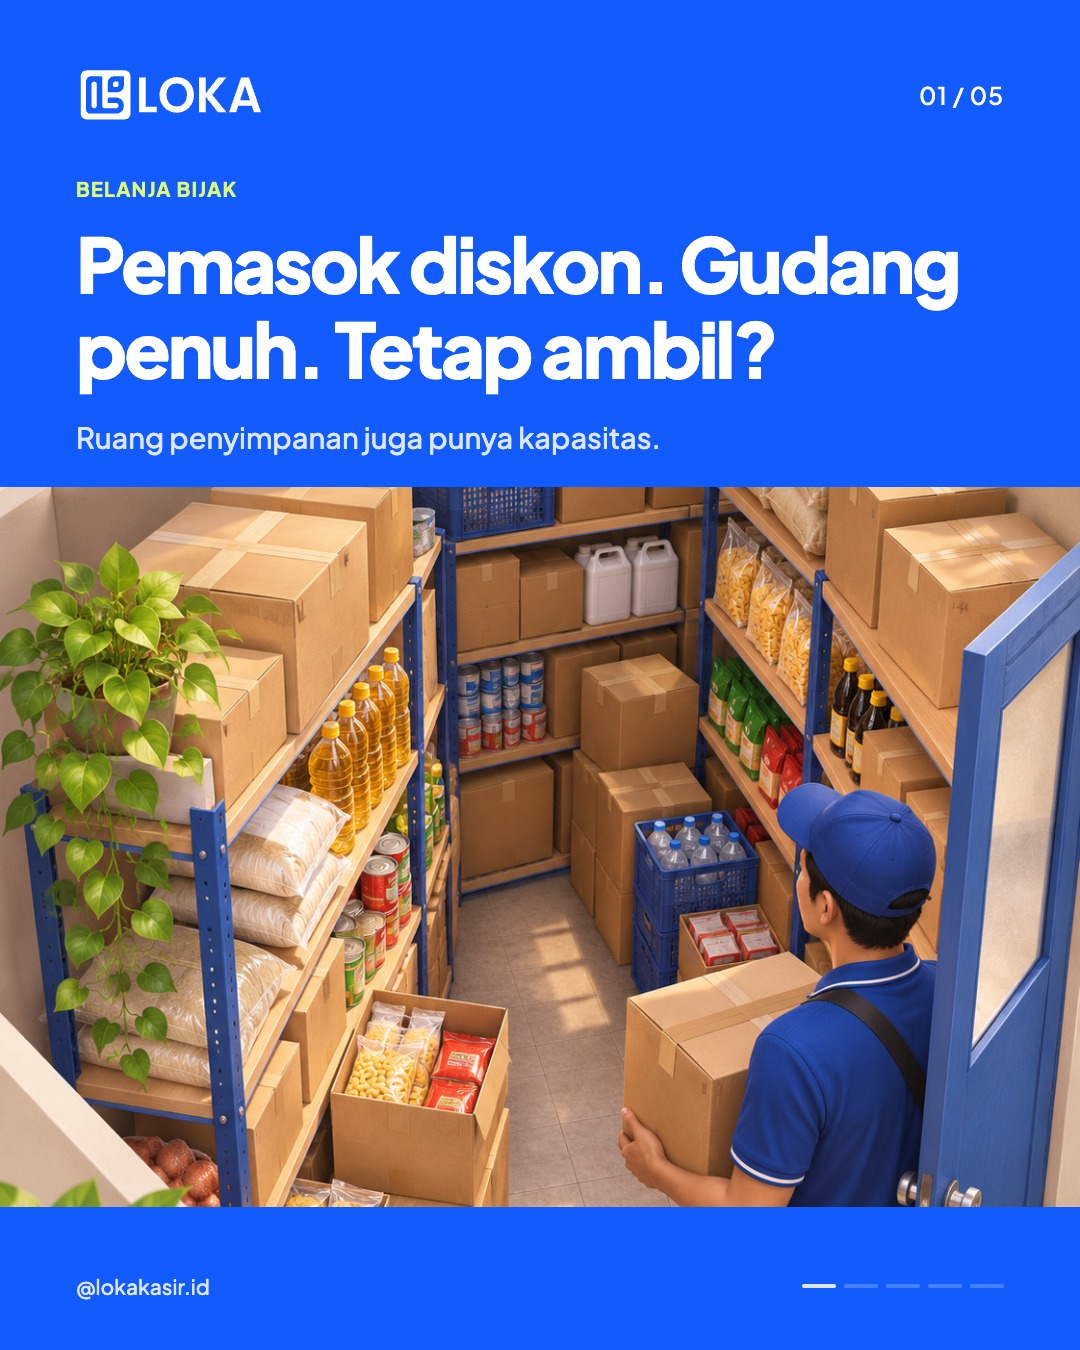 LOKA
01 / 05
BELANJA BIJAK
Pemasok diskon. Gudang
penuh. Tetap ambil?
Ruang penyimpanan juga punya kapasitas.
@lokakasir.id